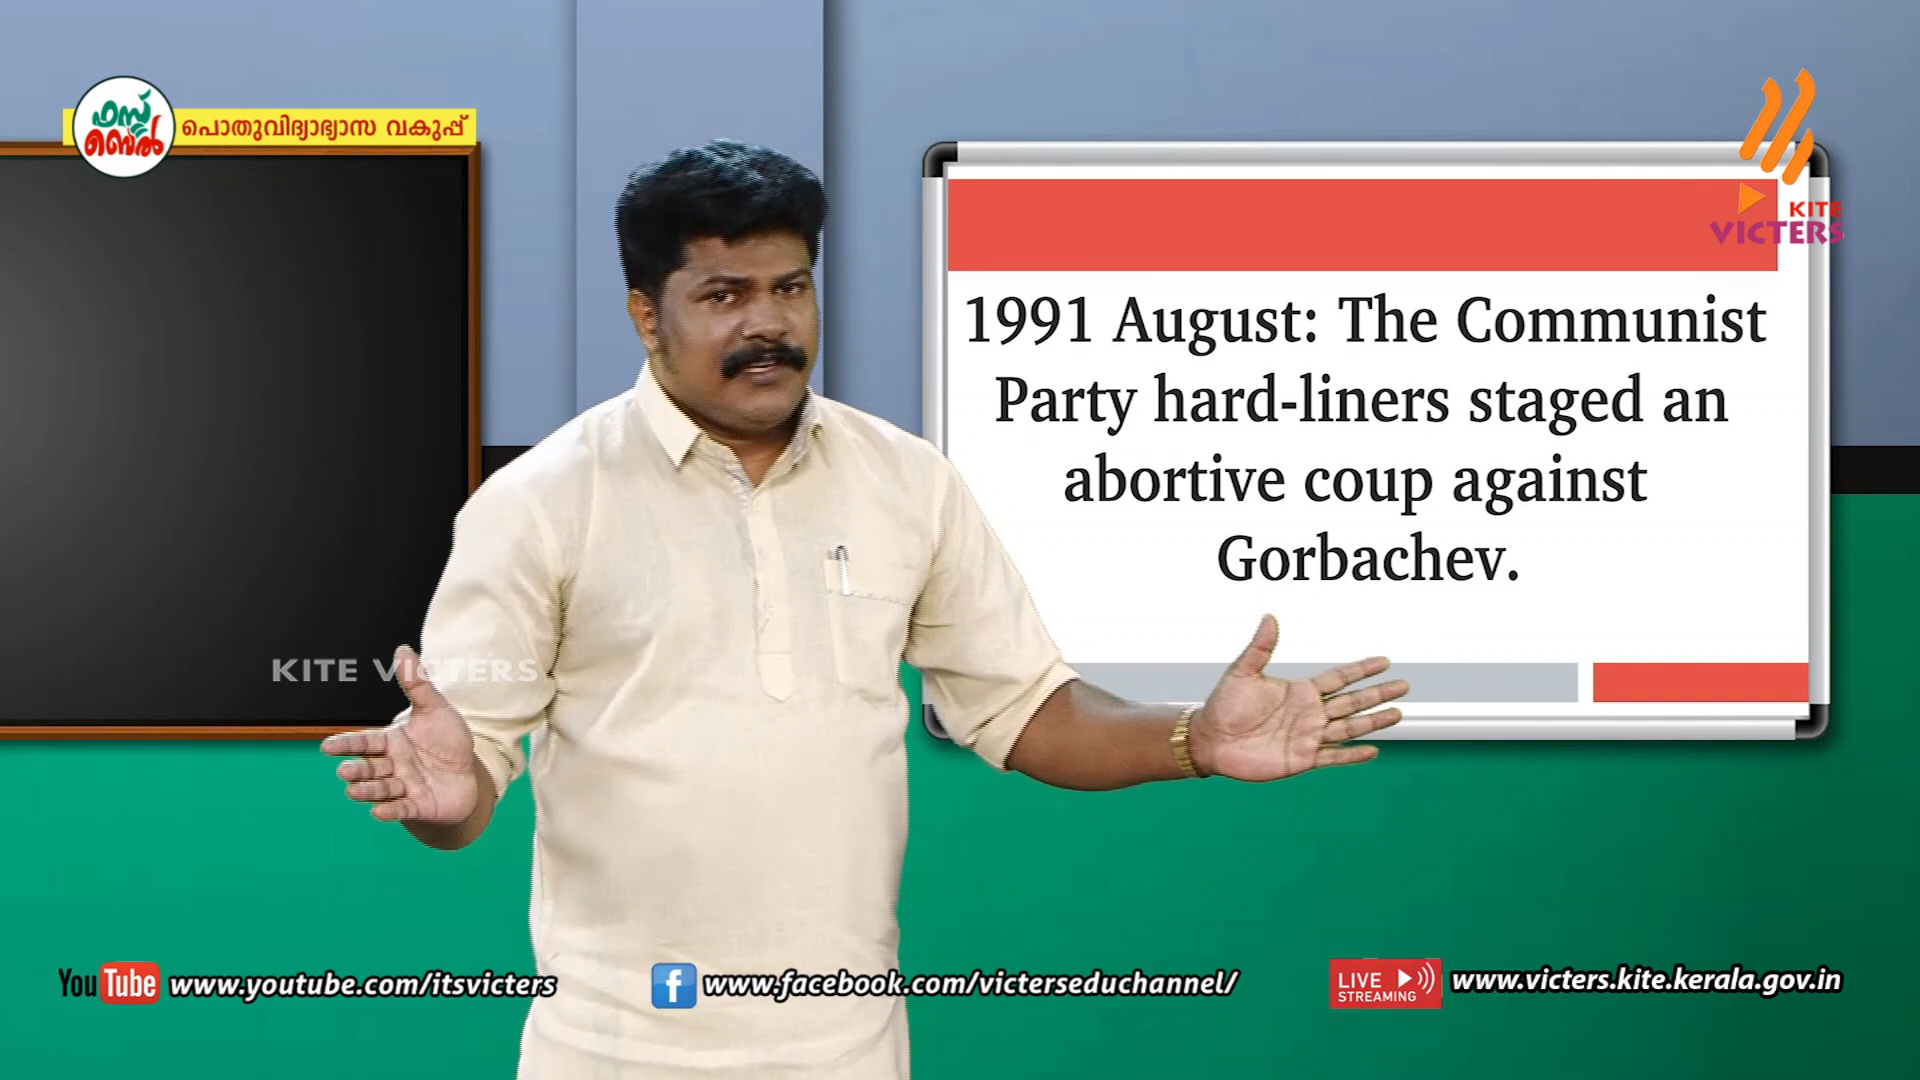 ഫസ്റ്റ്
ബെൽ
പൊതുവിദ്യാഭ്യാസ വകുപ്പ്
KITE
VICTERS
1991 August: The Communist
Party hard-liners staged an
abortive coup against
Gorbachev.
KITE VICTERS
YouTube www.youtube.com/itsvicters
f www.facebook.com/victerseduchannel/
LIVE
STREAMING
www.victers.kite.kerala.gov.in